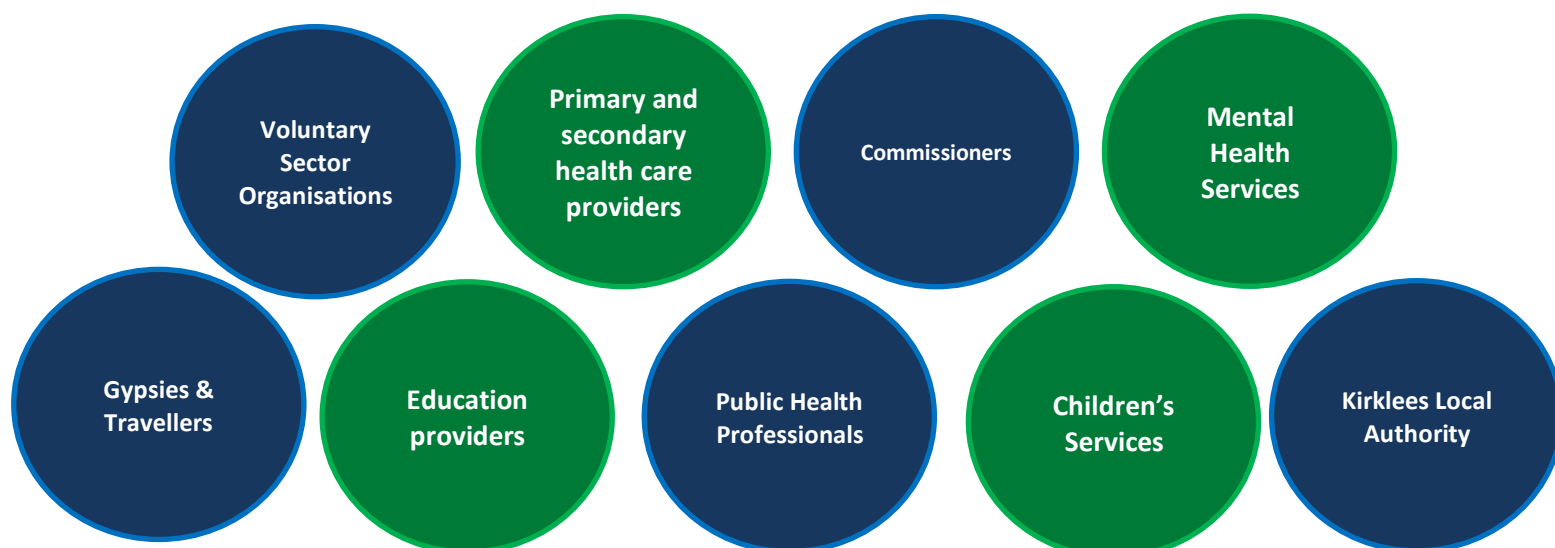 Voluntary
Sector
Organisations
Primary and
secondary
health care
providers
Commissioners
Mental
Health
Services
Gypsies &
Travellers
Education
providers
Public Health
Professionals
Children’s
Services
Kirklees Local
Authority